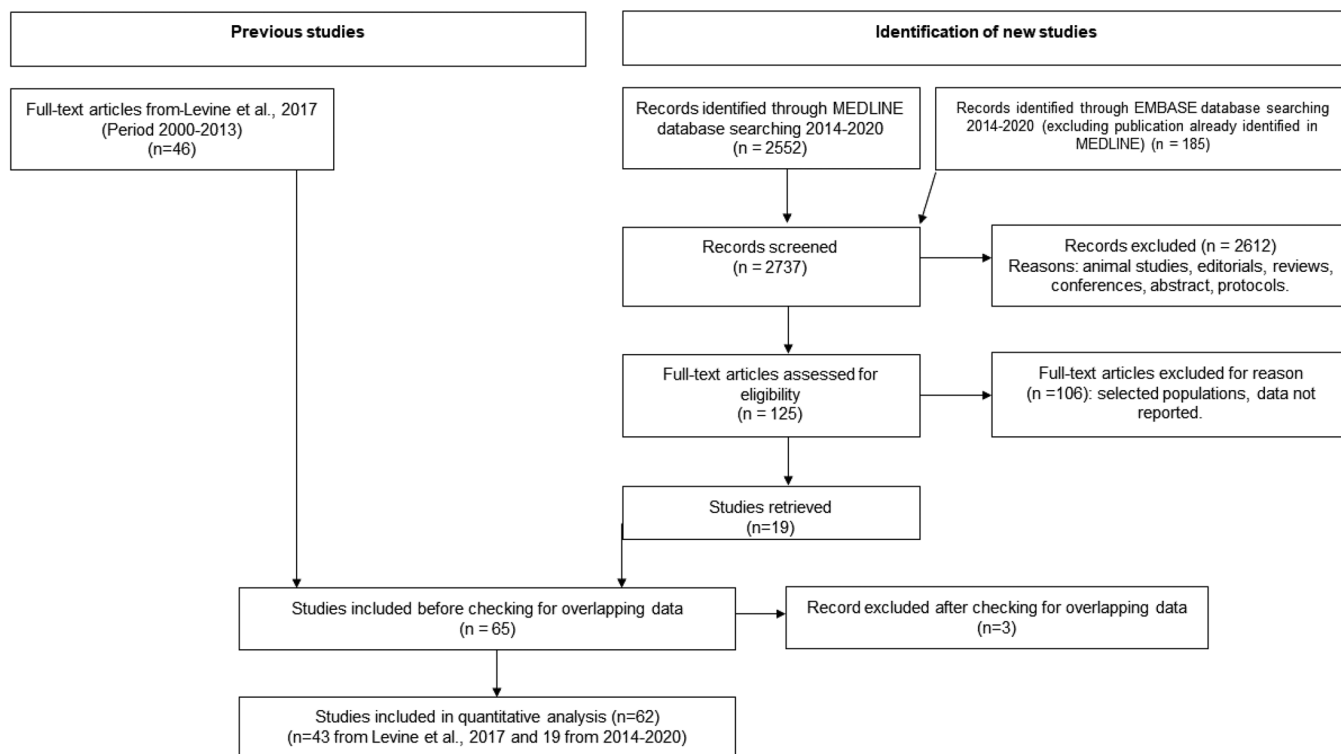 Previous studies
Identification of new studies
Full-text articles from-Levine et al., 2017
(Period 2000-2013)
(n=46)
Records identified through MEDLINE
database searching 2014-2020
(n = 2552)
Records identified through EMBASE database searching
2014-2020 (excluding publication already identified in
MEDLINE) (n = 185)
Records screened
(n = 2737)
Records excluded (n = 2612)
Reasons: animal studies, editorials, reviews,
conferences, abstract, protocols.
Full-text articles assessed for
eligibility
(n = 125)
Full-text articles excluded for reason
(n =106): selected populations, data not
reported.
Studies retrieved
(n=19)
Studies included before checking for overlapping data
(n = 65)
Record excluded after checking for overlapping data
(n=3)
Studies included in quantitative analysis (n=62)
(n=43 from Levine et al., 2017 and 19 from 2014-2020)